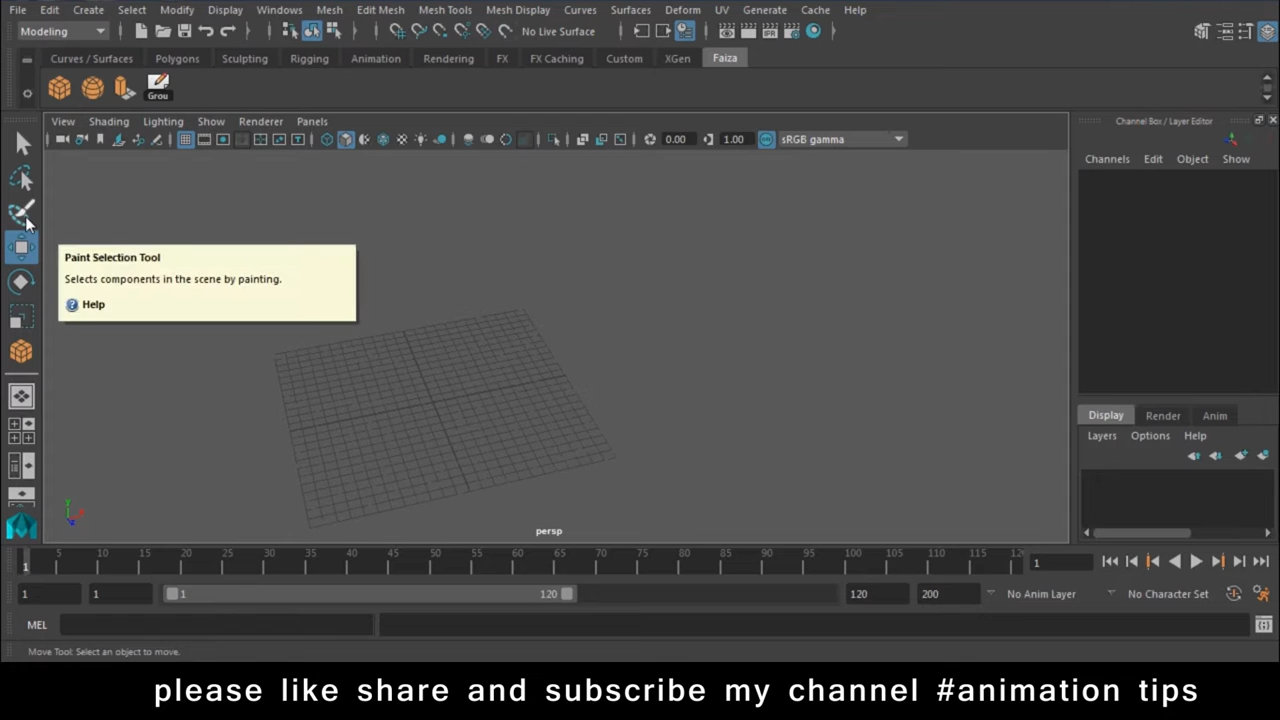 File Edit Create Select Modify Display Windows Mesh Edit Mesh Mesh Tools Mesh Display Curves Surfaces Deform UV Generate Cache Help
Modeling No Live Surface
Curves / Surfaces Polygons Sculpting Rigging Animation Rendering FX FX Caching Custom XGen Faiza
Grou
View Shading Lighting Show Renderer Panels
0.00 1.00 sRGB gamma
Channel Box / Layer Editor
Channels Edit Object Show
Paint Selection Tool
Selects components in the scene by painting.
Help
persp
Display Render Anim
Layers Options Help
5 10 15 20 25 30 35 40 45 50 55 60 65 70 75 80 85 90 95 100 105 110 115 12
1 1
1 1 1 120 120 200 No Anim Layer No Character Set
MEL
Move Tool: Select an object to move.
please like share and subscribe my channel #animation tips